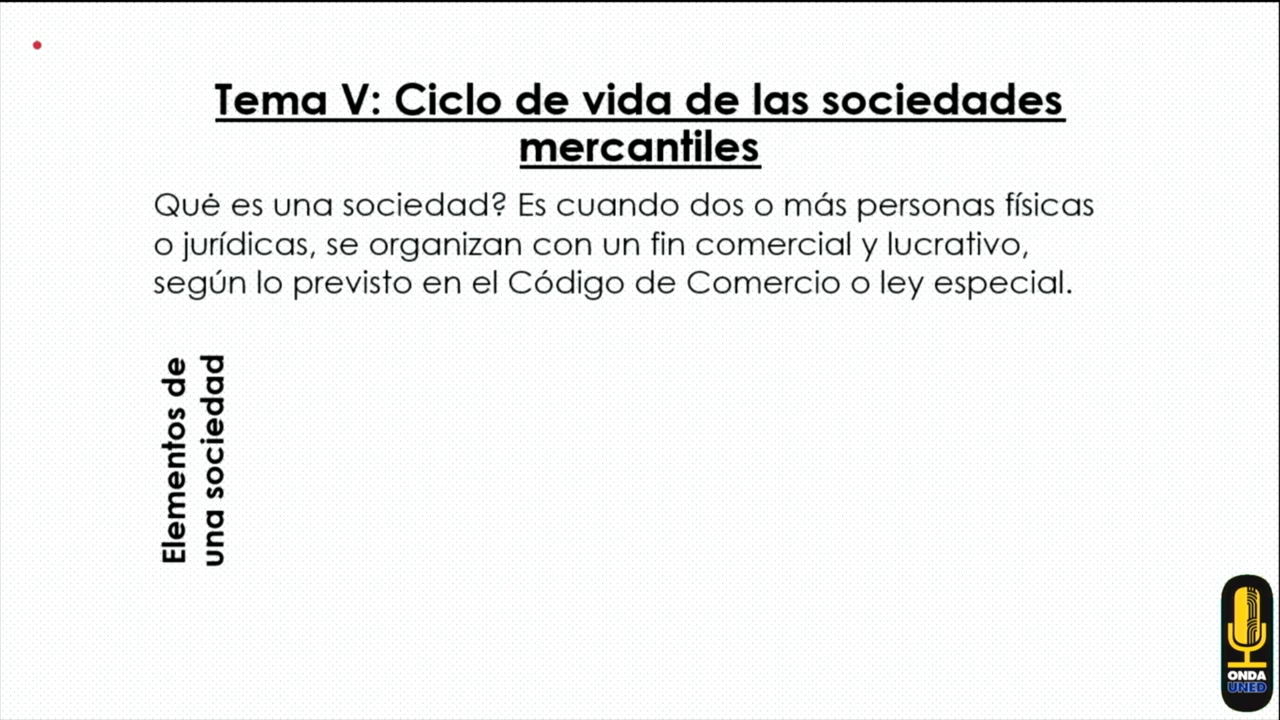 Tema V: Ciclo de vida de las sociedades
mercantiles
Qué es una sociedad? Es cuando dos o más personas físicas
o jurídicas, se organizan con un fin comercial y lucrativo,
según lo previsto en el Código de Comercio o ley especial.
Elementos de
una sociedad
ONDA
UNED